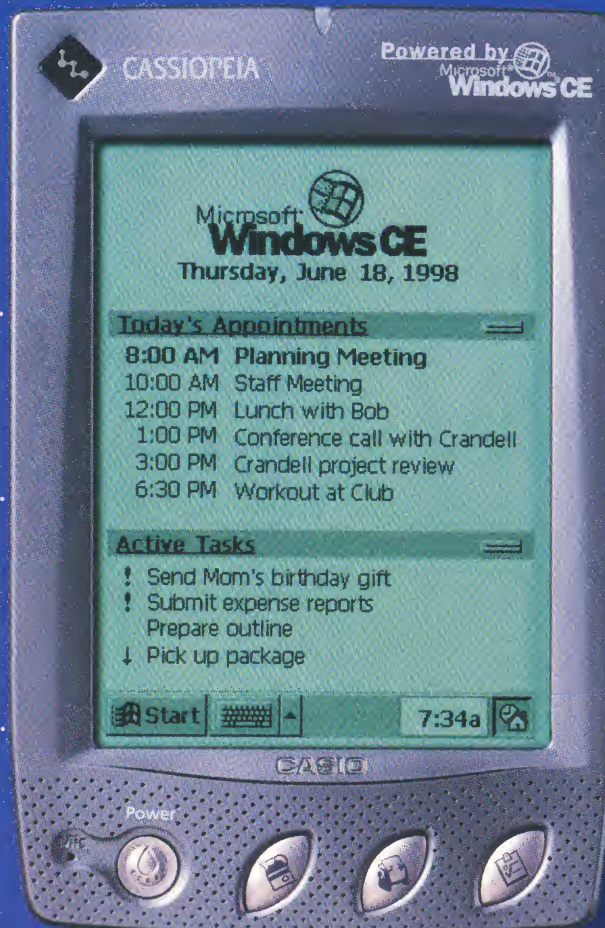 CASSIOPEIA
Powered by
Microsoft®
Windows CE
Microsoft®
Windows CE
Thursday, June 18, 1998
Today's Appointments
8:00 AM Planning Meeting
10:00 AM Staff Meeting
12:00 PM Lunch with Bob
1:00 PM Conference call with Crandell
3:00 PM Crandell project review
6:30 PM Workout at Club
Active Tasks
! Send Mom's birthday gift
! Submit expense reports
Prepare outline
↓ Pick up package
Start
7:34a
CASIO
Power